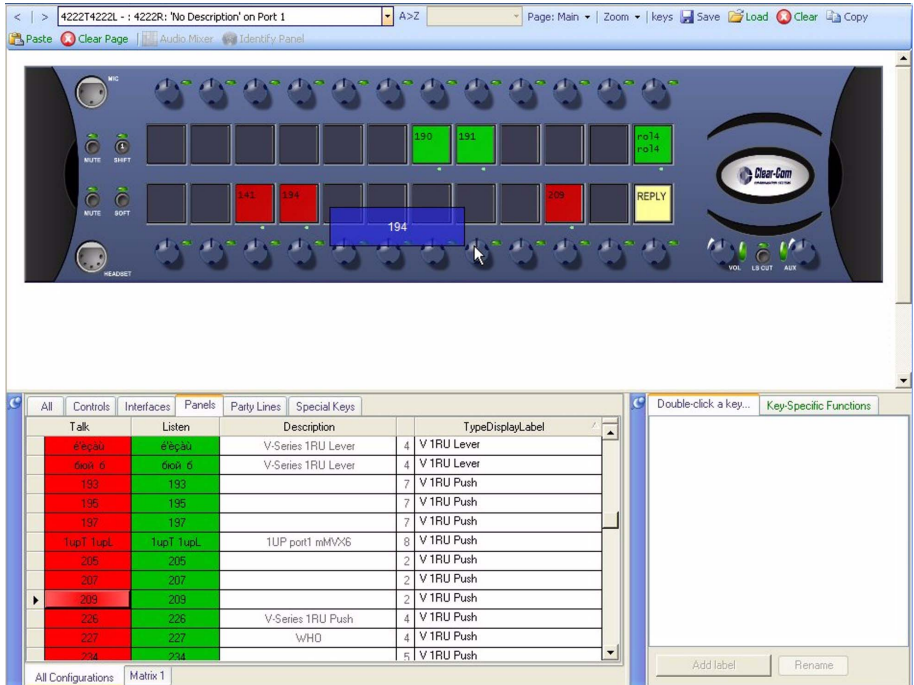 < | > 4222T4222L - : 4222R: 'No Description' on Port 1 A>Z Page: Main | Zoom | keys Save Load Clear Copy
Paste Clear Page | Audio Mixer Identify Panel
MIC
190 191 rol4
rol4
MUTE SHIFT 1
Clear-Com
141 194 209 REPLY
MUTE SOFT
194
HEADSET
VOL LS CUT AUX
All Controls Interfaces Panels Party Lines Special Keys
Double-click a key... Key-Specific Functions
Talk Listen Description TypeDisplayLabel
é'èçàü é'èçàü V-Series 1RU Lever 4 V 1RU Lever
бюй б бюй б V-Series 1RU Lever 4 V 1RU Lever
193 193 7 V 1RU Push
195 195 7 V 1RU Push
197 197 7 V 1RU Push
1upT 1upL 1upT 1upL 1UP port1 mMVX6 8 V 1RU Push
205 205 2 V 1RU Push
207 207 2 V 1RU Push
209 209 2 V 1RU Push
226 226 V-Series 1RU Push 4 V 1RU Push
227 227 WHO 4 V 1RU Push
234 234 5 V 1RU Push
Add label Rename
All Configurations Matrix 1